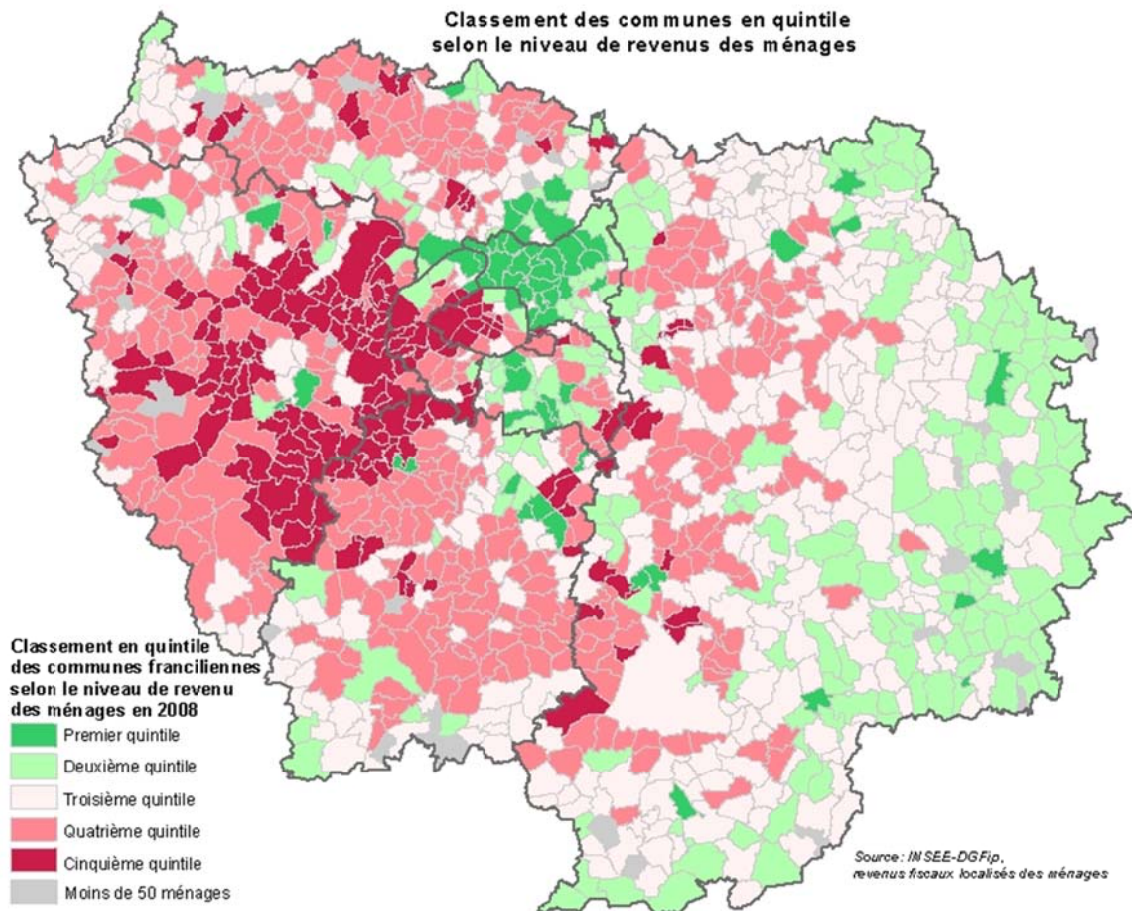 Classement des communes en quintile
selon le niveau de revenus des ménages
Classement en quintile
des communes franciliennes
selon le niveau de revenu
des ménages en 2008
Premier quintile
Deuxième quintile
Troisième quintile
Quatrième quintile
Cinquième quintile
Moins de 50 ménages
Source: INSEE-DGFip,
revenus fiscaux localisés des ménages